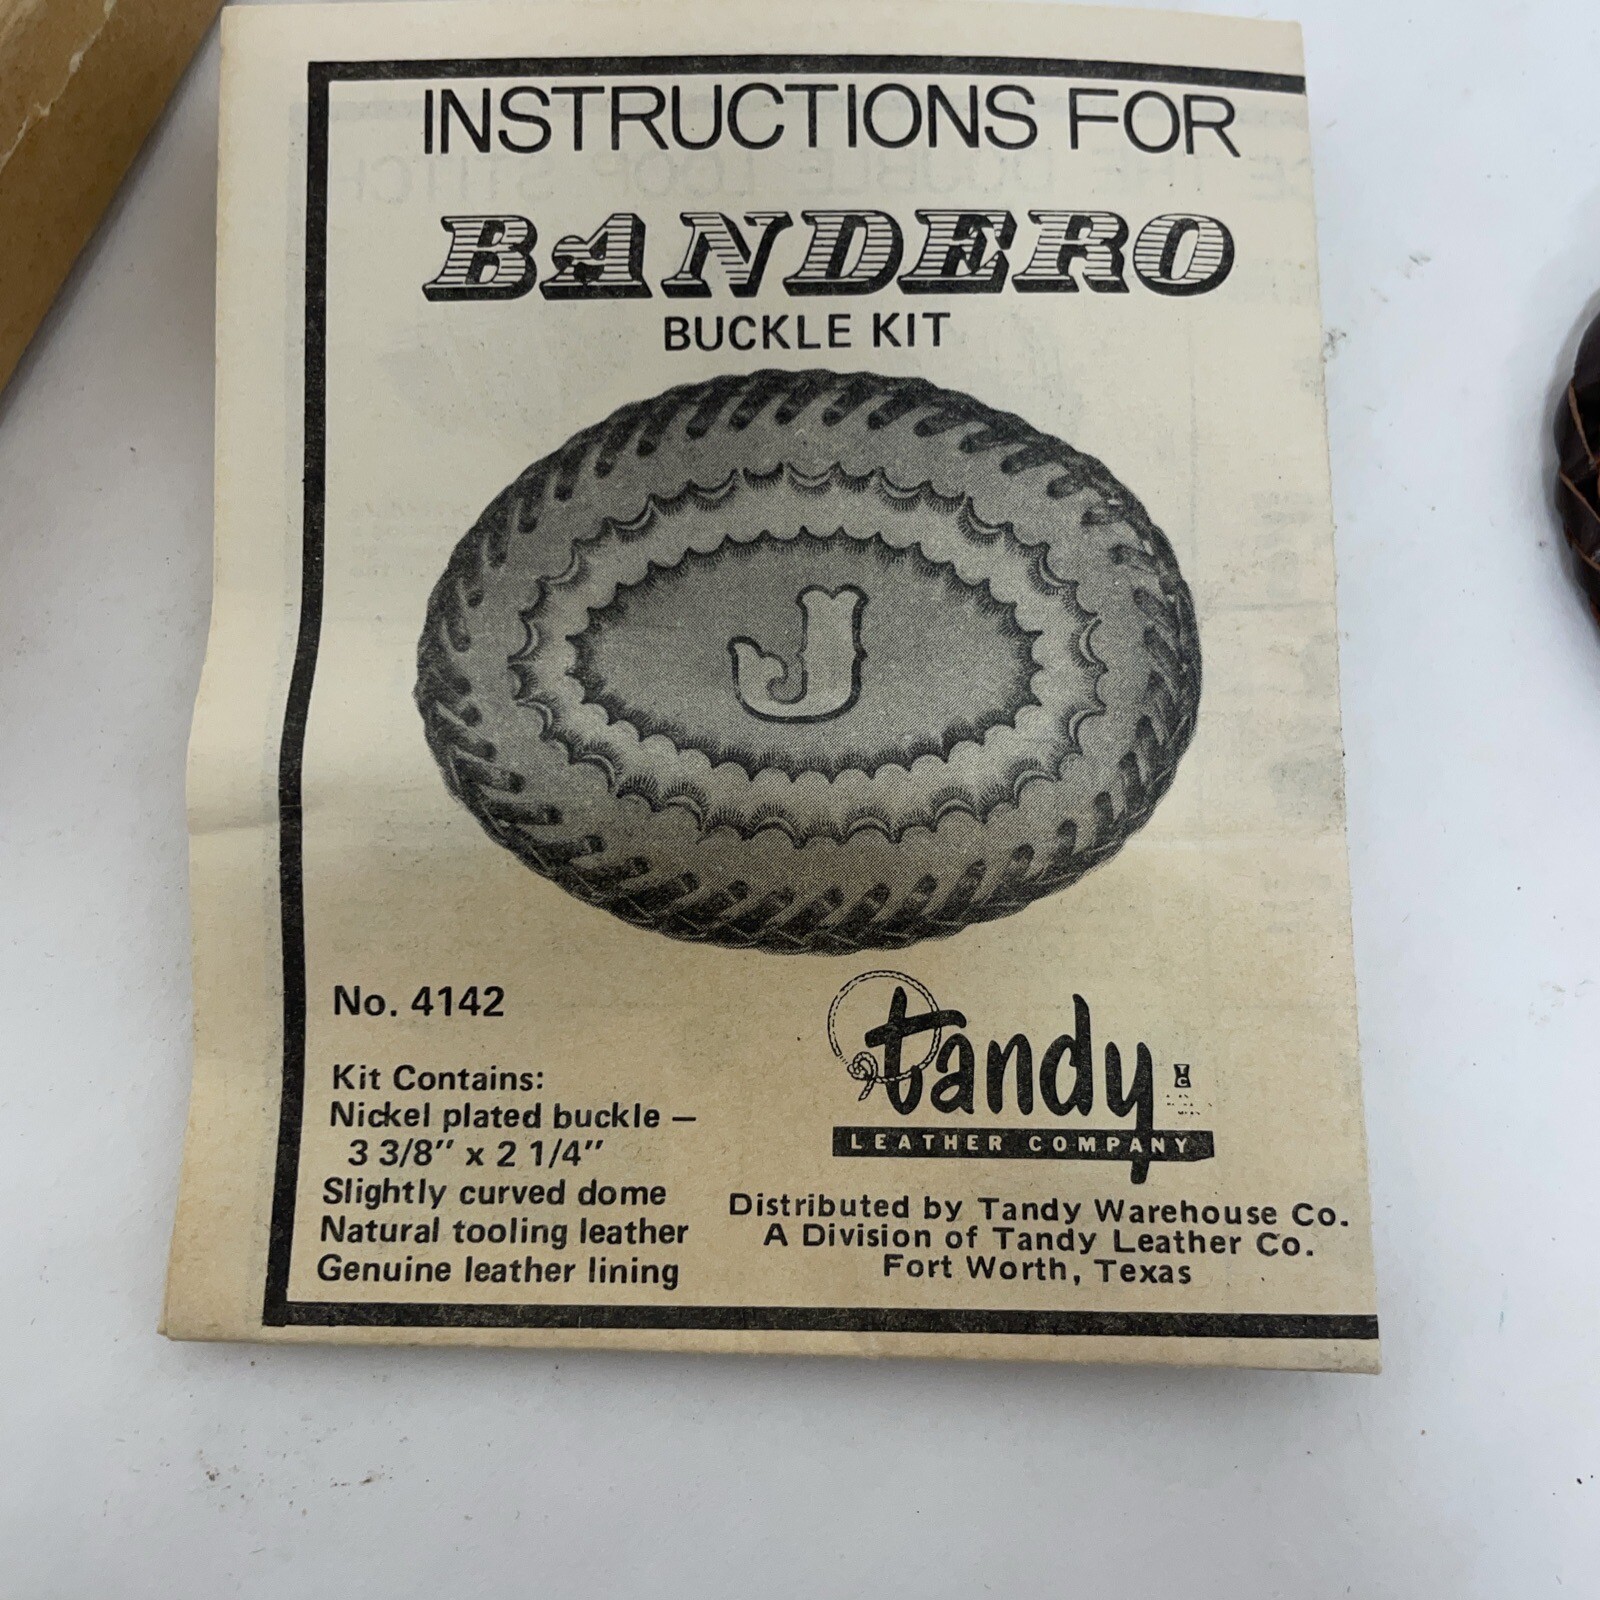 INSTRUCTIONS FOR
BANDERO
BUCKLE KIT
J
No. 4142
Kit Contains:
Nickel plated buckle —
3 3/8" x 2 1/4"
Slightly curved dome
Natural tooling leather
Genuine leather lining
tandy
LEATHER COMPANY
Distributed by Tandy Warehouse Co.
A Division of Tandy Leather Co.
Fort Worth, Texas